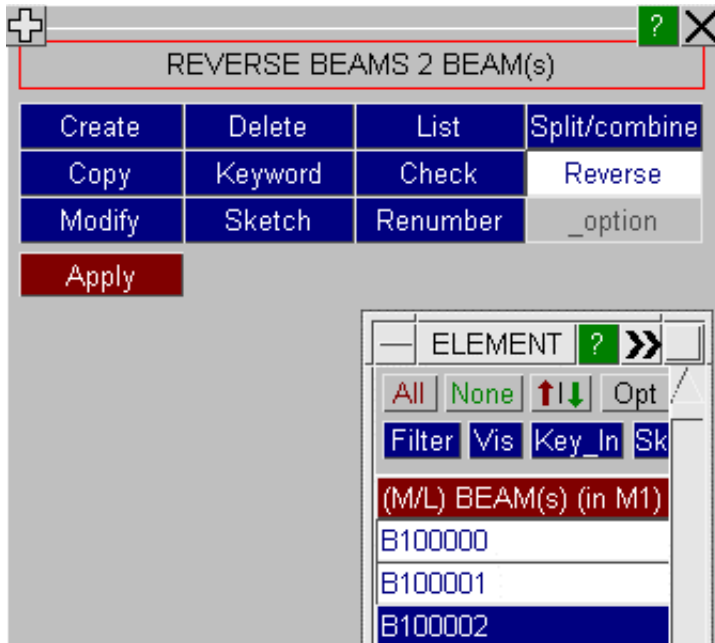 ?
REVERSE BEAMS 2 BEAM(s)
Create Delete List Split/combine
Copy Keyword Check Reverse
Modify Sketch Renumber _option
Apply
ELEMENT ?
All None Opt
Filter Vis Key_In Sk
(M/L) BEAM(s) (in M1)
B100000
B100001
B100002